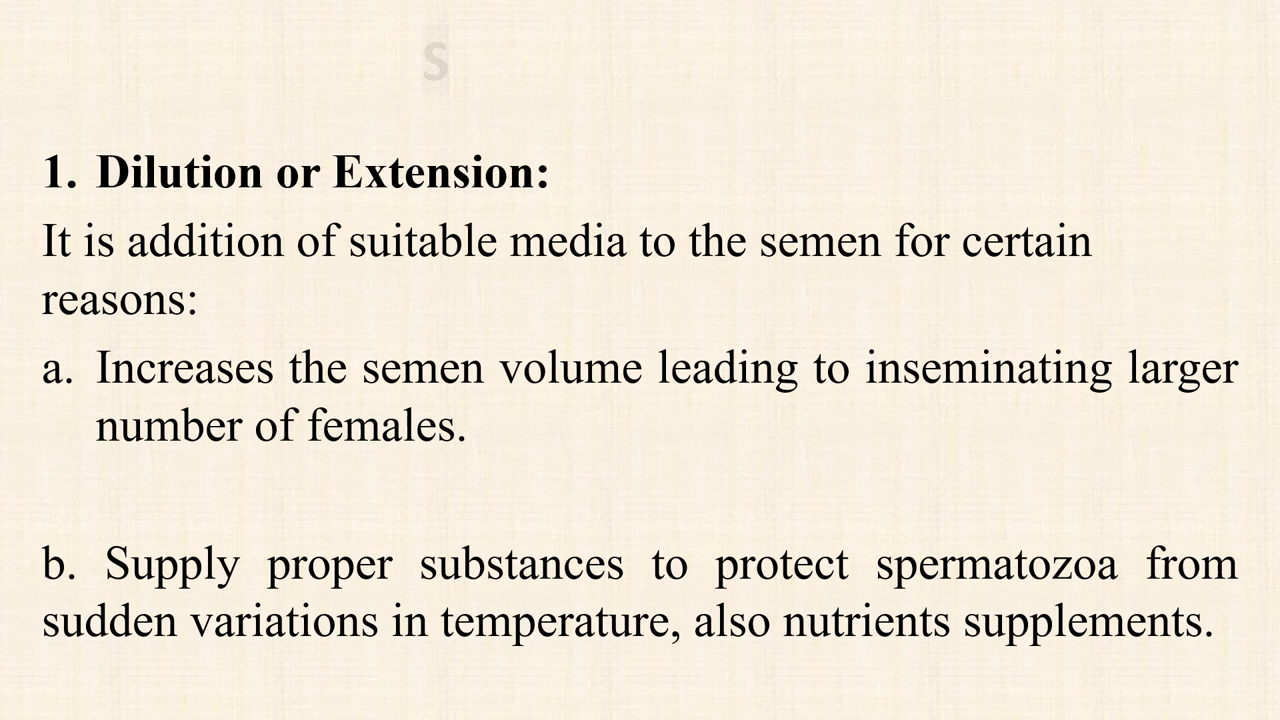 S
1. Dilution or Extension:
It is addition of suitable media to the semen for certain
reasons:
a. Increases the semen volume leading to inseminating larger
number of females.
b. Supply proper substances to protect spermatozoa from
sudden variations in temperature, also nutrients supplements.